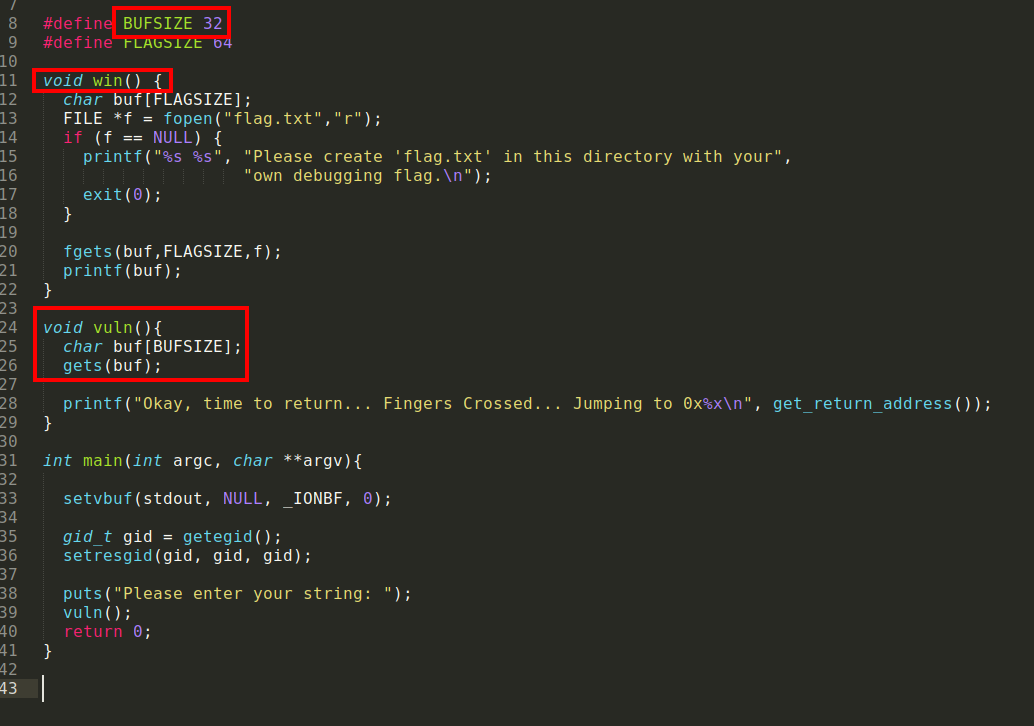 7
8 #define BUFSIZE 32
9 #define FLAGSIZE 64
10
11 void win() {
12   char buf[FLAGSIZE];
13   FILE *f = fopen("flag.txt","r");
14   if (f == NULL) {
15     printf("%s %s", "Please create 'flag.txt' in this directory with your",
16                     "own debugging flag.\n");
17     exit(0);
18   }
19
20   fgets(buf,FLAGSIZE,f);
21   printf(buf);
22 }
23
24 void vuln(){
25   char buf[BUFSIZE];
26   gets(buf);
27
28   printf("Okay, time to return... Fingers Crossed... Jumping to 0x%x\n", get_return_address());
29 }
30
31 int main(int argc, char **argv){
32
33   setvbuf(stdout, NULL, _IONBF, 0);
34
35   gid_t gid = getegid();
36   setresgid(gid, gid, gid);
37
38   puts("Please enter your string: ");
39   vuln();
40   return 0;
41 }
42
43